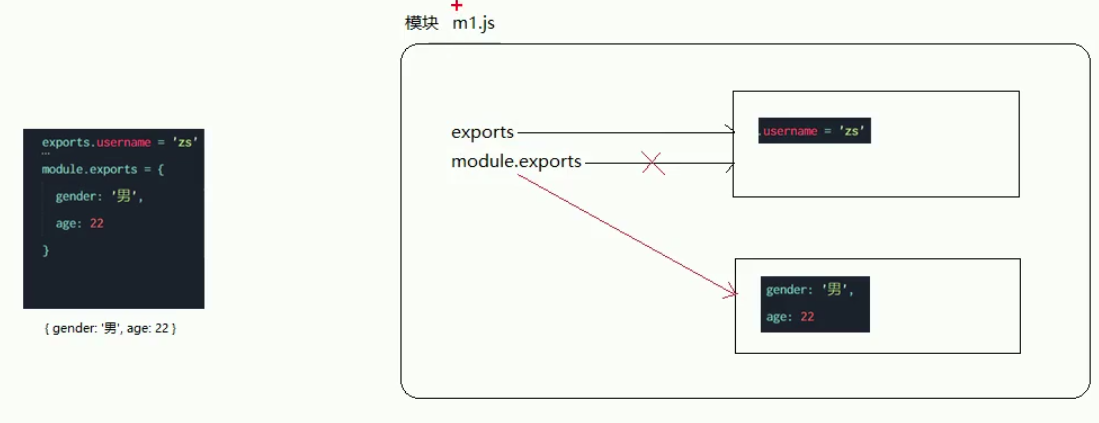 模块 m1.js
exports.username = 'zs'
...
module.exports = {
gender: '男',
age: 22
}
{ gender: '男', age: 22 }
exports
module.exports
.username = 'zs'
gender: '男',
age: 22